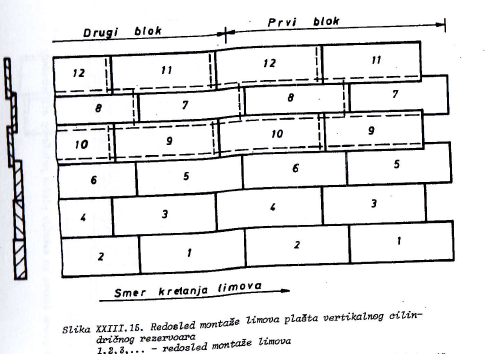 Drugi blok Prvi blok
12 11 12 11
8 7 8 7
10 9 10 9
6 5 6 5
4 3 4 3
2 1 2 1
Smer kretanja limova
Slika XXIII.15. Redosled montaže limova plašta vertikalnog cilin-
dričnog rezervoara
1,2,3,... - redosled montaže limova